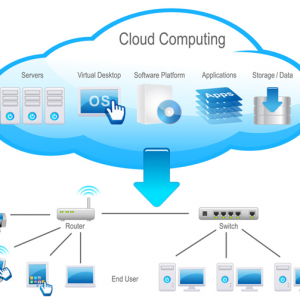 Cloud Computing
Servers
Virtual Desktop
Software Platform
Applications
Storage / Data
OS
Apps
Router
Switch
End User